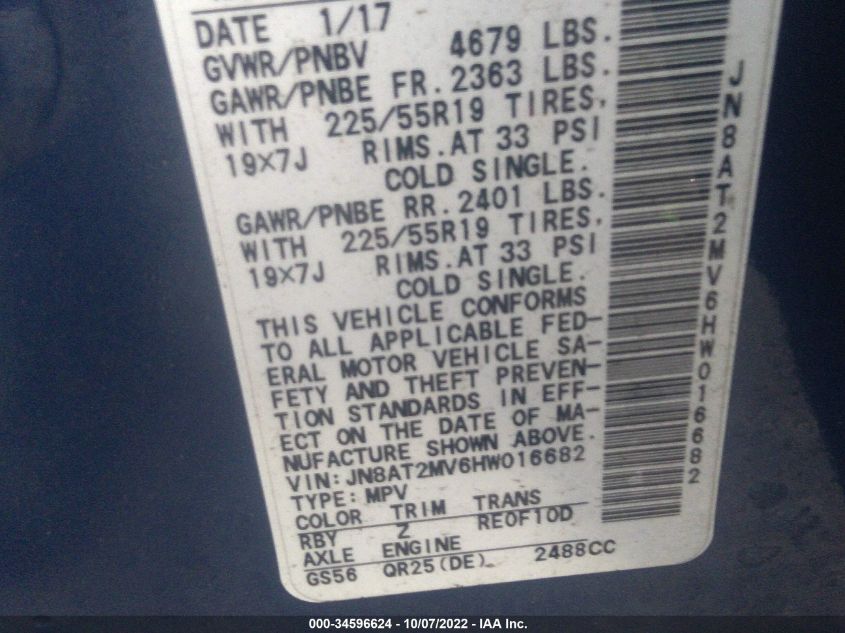 DATE 1/17
GVWR/PNBV 4679 LBS.
GAWR/PNBE FR. 2363 LBS.
WITH 225/55R19 TIRES,
19X7J RIMS. AT 33 PSI
COLD SINGLE.
GAWR/PNBE RR. 2401 LBS.
WITH 225/55R19 TIRES,
19X7J RIMS. AT 33 PSI
COLD SINGLE.
THIS VEHICLE CONFORMS
TO ALL APPLICABLE FED-
ERAL MOTOR VEHICLE SA-
FETY AND THEFT PREVEN-
TION STANDARDS IN EFF-
ECT ON THE DATE OF MA-
NUFACTURE SHOWN ABOVE.
VIN: JN8AT2MV6HW016682
TYPE: MPV
COLOR TRIM TRANS
RBY Z RE0F10D
AXLE ENGINE
GS56 QR25(DE) 2488CC
JN8AT2MV6HW016682
000-34596624 - 10/07/2022 - IAA Inc.